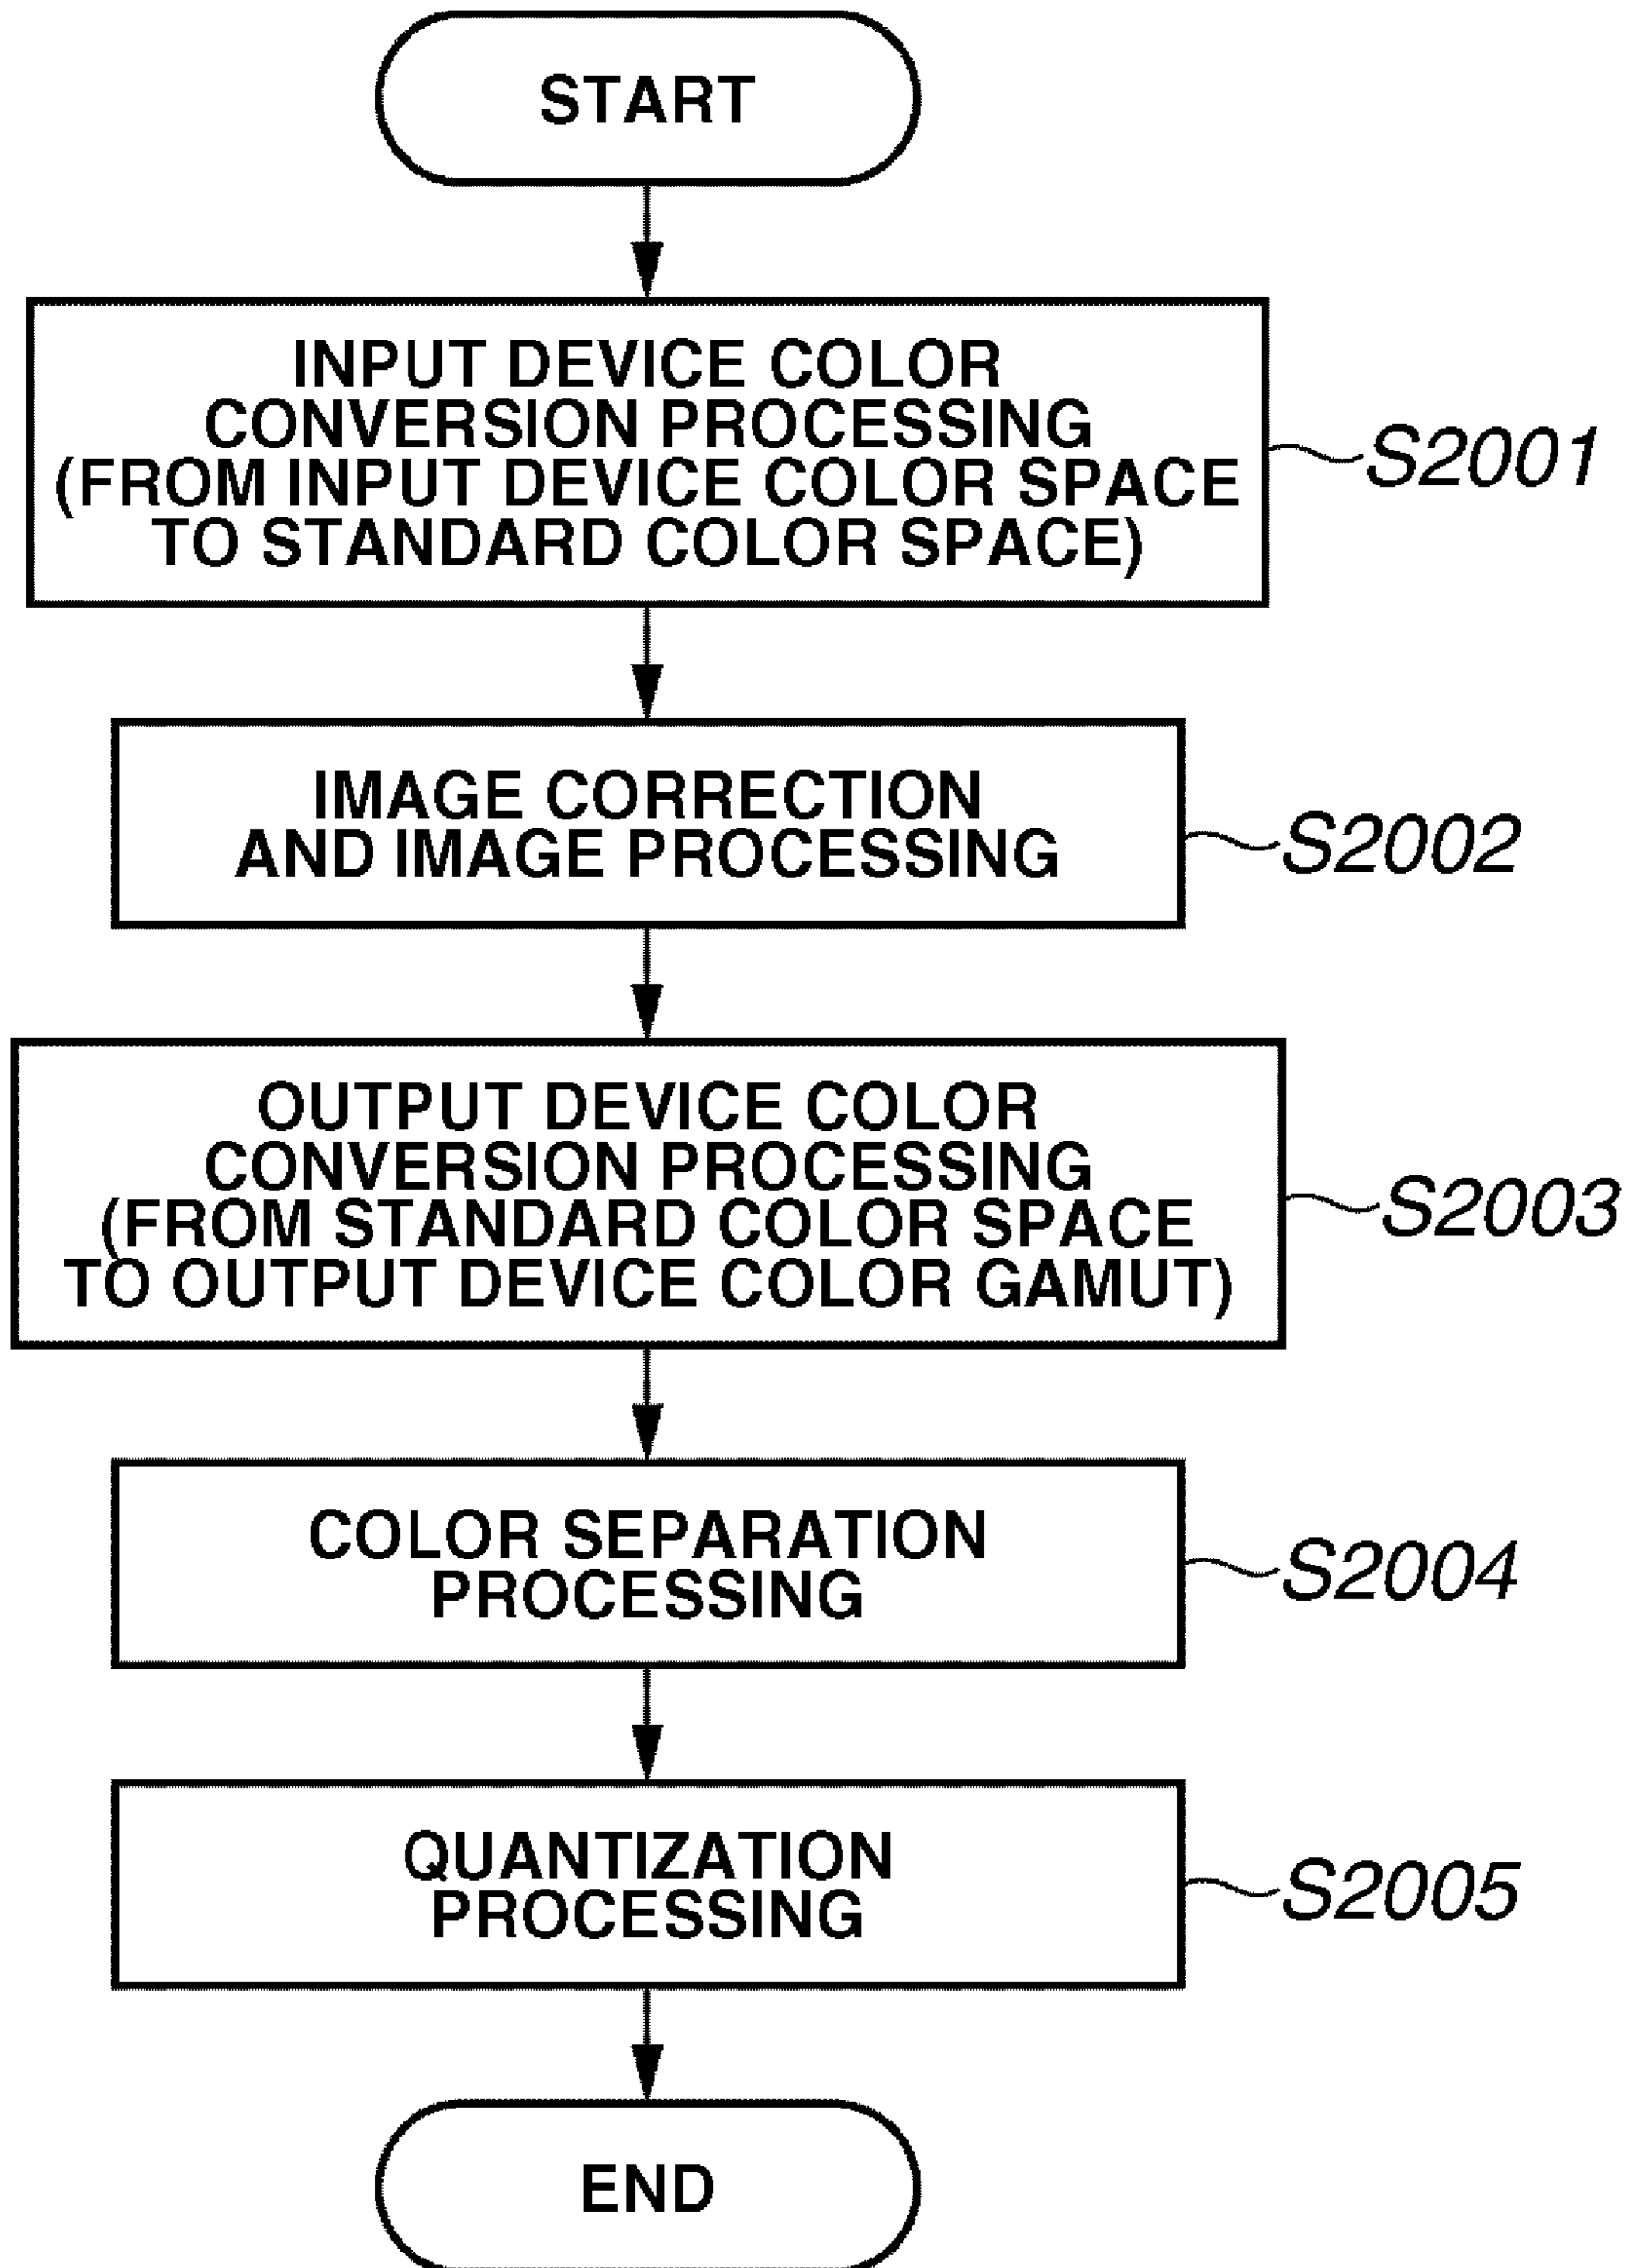 START
INPUT DEVICE COLOR
CONVERSION PROCESSING
(FROM INPUT DEVICE COLOR SPACE
TO STANDARD COLOR SPACE)
S2001
IMAGE CORRECTION
AND IMAGE PROCESSING
S2002
OUTPUT DEVICE COLOR
CONVERSION PROCESSING
(FROM STANDARD COLOR SPACE
TO OUTPUT DEVICE COLOR GAMUT)
S2003
COLOR SEPARATION
PROCESSING
S2004
QUANTIZATION
PROCESSING
S2005
END